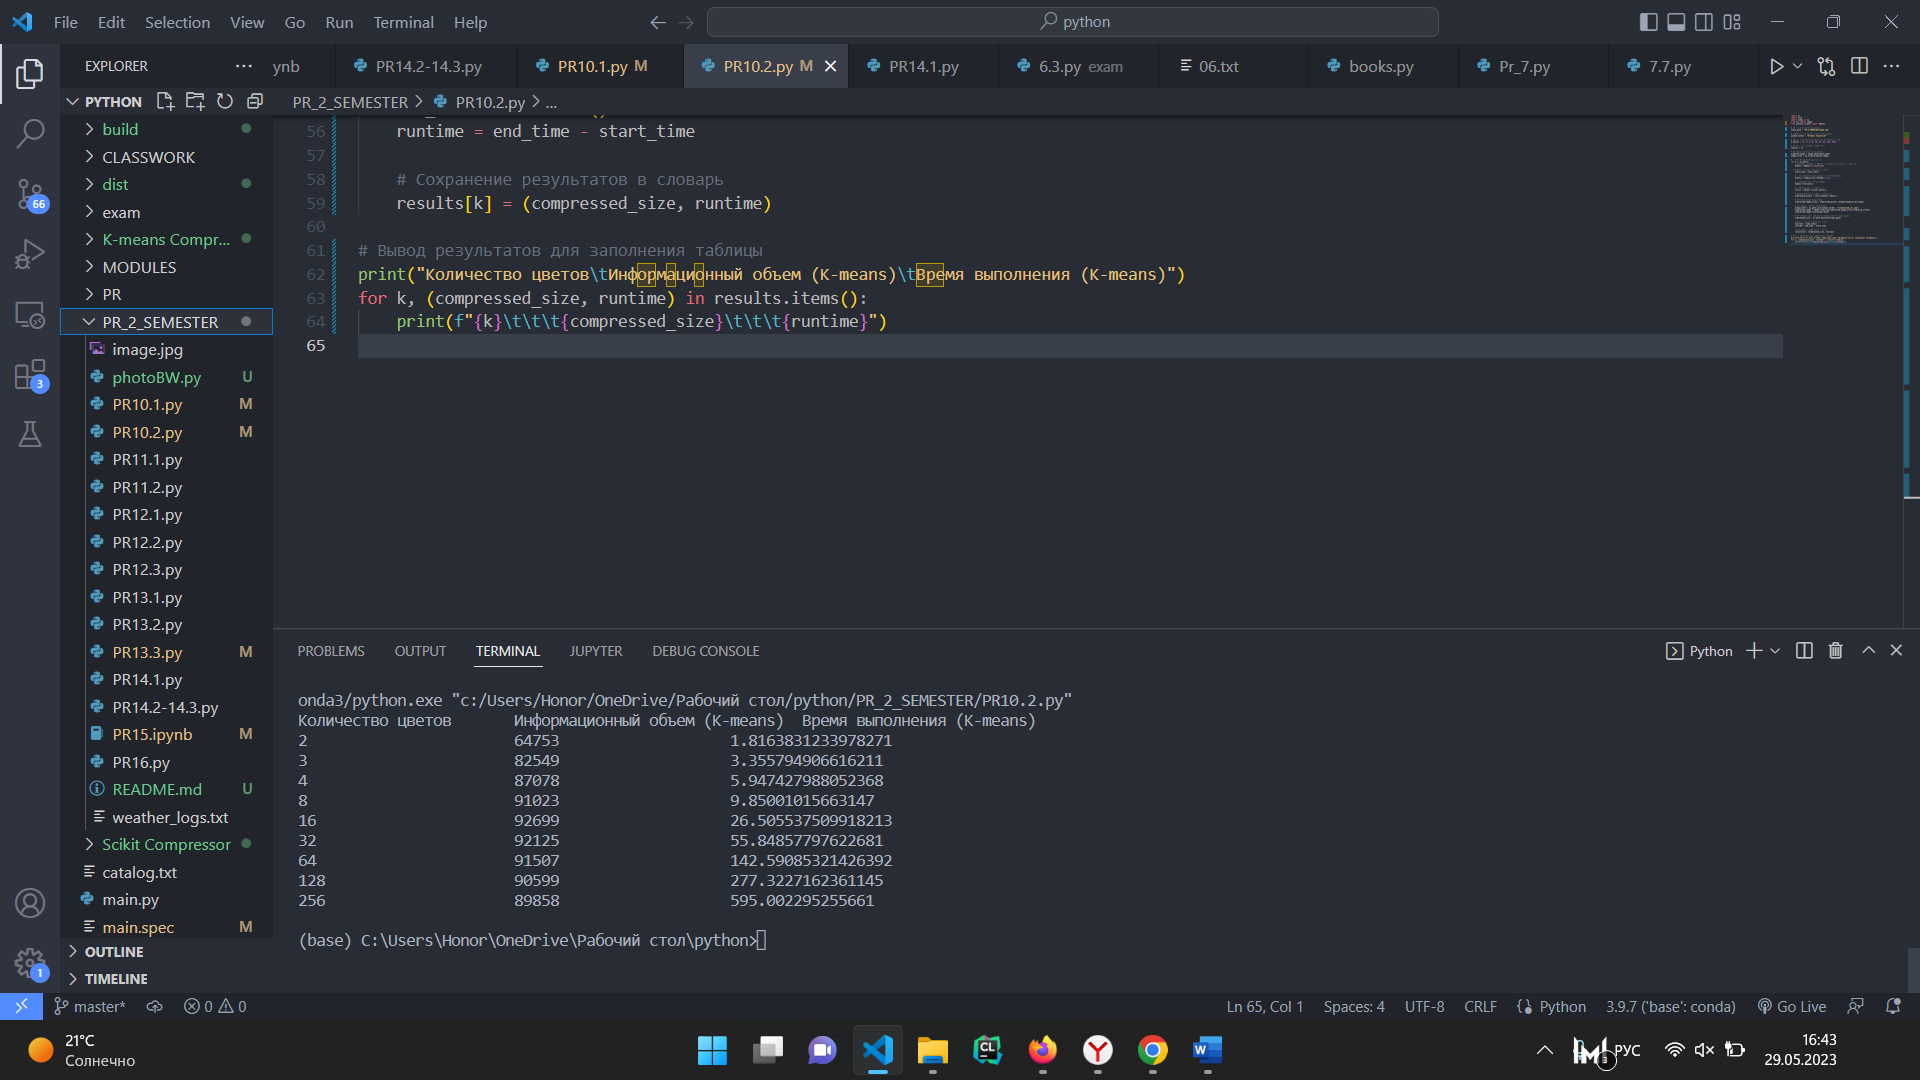 File Edit Selection View Go Run Terminal Help
python
EXPLORER
ynb
PR14.2-14.3.py
PR10.1.py M
PR10.2.py M
PR14.1.py
6.3.py exam
06.txt
books.py
Pr_7.py
7.7.py
PYTHON
PR_2_SEMESTER > PR10.2.py > ...
build
CLASSWORK
dist
exam
K-means Compr...
MODULES
PR
PR_2_SEMESTER
image.jpg
photoBW.py U
PR10.1.py M
PR10.2.py M
PR11.1.py
PR11.2.py
PR12.1.py
PR12.2.py
PR12.3.py
PR13.1.py
PR13.2.py
PR13.3.py M
PR14.1.py
PR14.2-14.3.py
PR15.ipynb M
PR16.py
README.md U
weather_logs.txt
Scikit Compressor
catalog.txt
main.py
main.spec M
OUTLINE
TIMELINE
66
3
1
56 runtime = end_time - start_time
57
58 # Сохранение результатов в словарь
59 results[k] = (compressed_size, runtime)
60
61 # Вывод результатов для заполнения таблицы
62 print("Количество цветов\tИнформационный объем (K-means)\tВремя выполнения (K-means)")
63 for k, (compressed_size, runtime) in results.items():
64 print(f"{k}\t\t\t{compressed_size}\t\t\t{runtime}")
65
PROBLEMS OUTPUT TERMINAL JUPYTER DEBUG CONSOLE
Python
onda3/python.exe "c:/Users/Honor/OneDrive/Рабочий стол/python/PR_2_SEMESTER/PR10.2.py"
Количество цветов Информационный объем (K-means) Время выполнения (K-means)
2 64753 1.8163831233978271
3 82549 3.355794906616211
4 87078 5.947427988052368
8 91023 9.85001015663147
16 92699 26.505537509918213
32 92125 55.84857797622681
64 91507 142.59085321426392
128 90599 277.3227162361145
256 89858 595.002295255661
(base) C:\Users\Honor\OneDrive\Рабочий стол\python>
master* 0 0
Ln 65, Col 1 Spaces: 4 UTF-8 CRLF Python 3.9.7 ('base': conda) Go Live
21°C
Солнечно
CL
РУС
16:43
29.05.2023